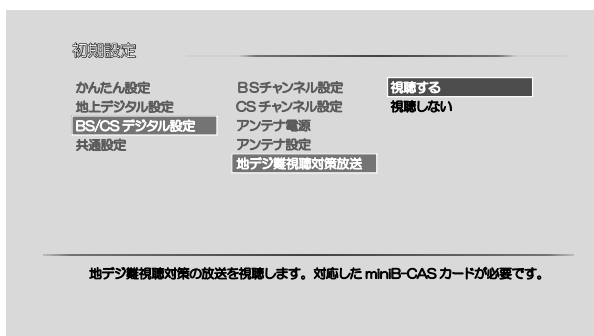 初期設定
かんたん設定
地上デジタル設定
BS/CSデジタル設定
共通設定
BSチャンネル設定
CSチャンネル設定
アンテナ電源
アンテナ設定
地デジ難視聴対策放送
視聴する
視聴しない
地デジ難視聴対策の放送を視聴します。対応したminiB-CASカードが必要です。